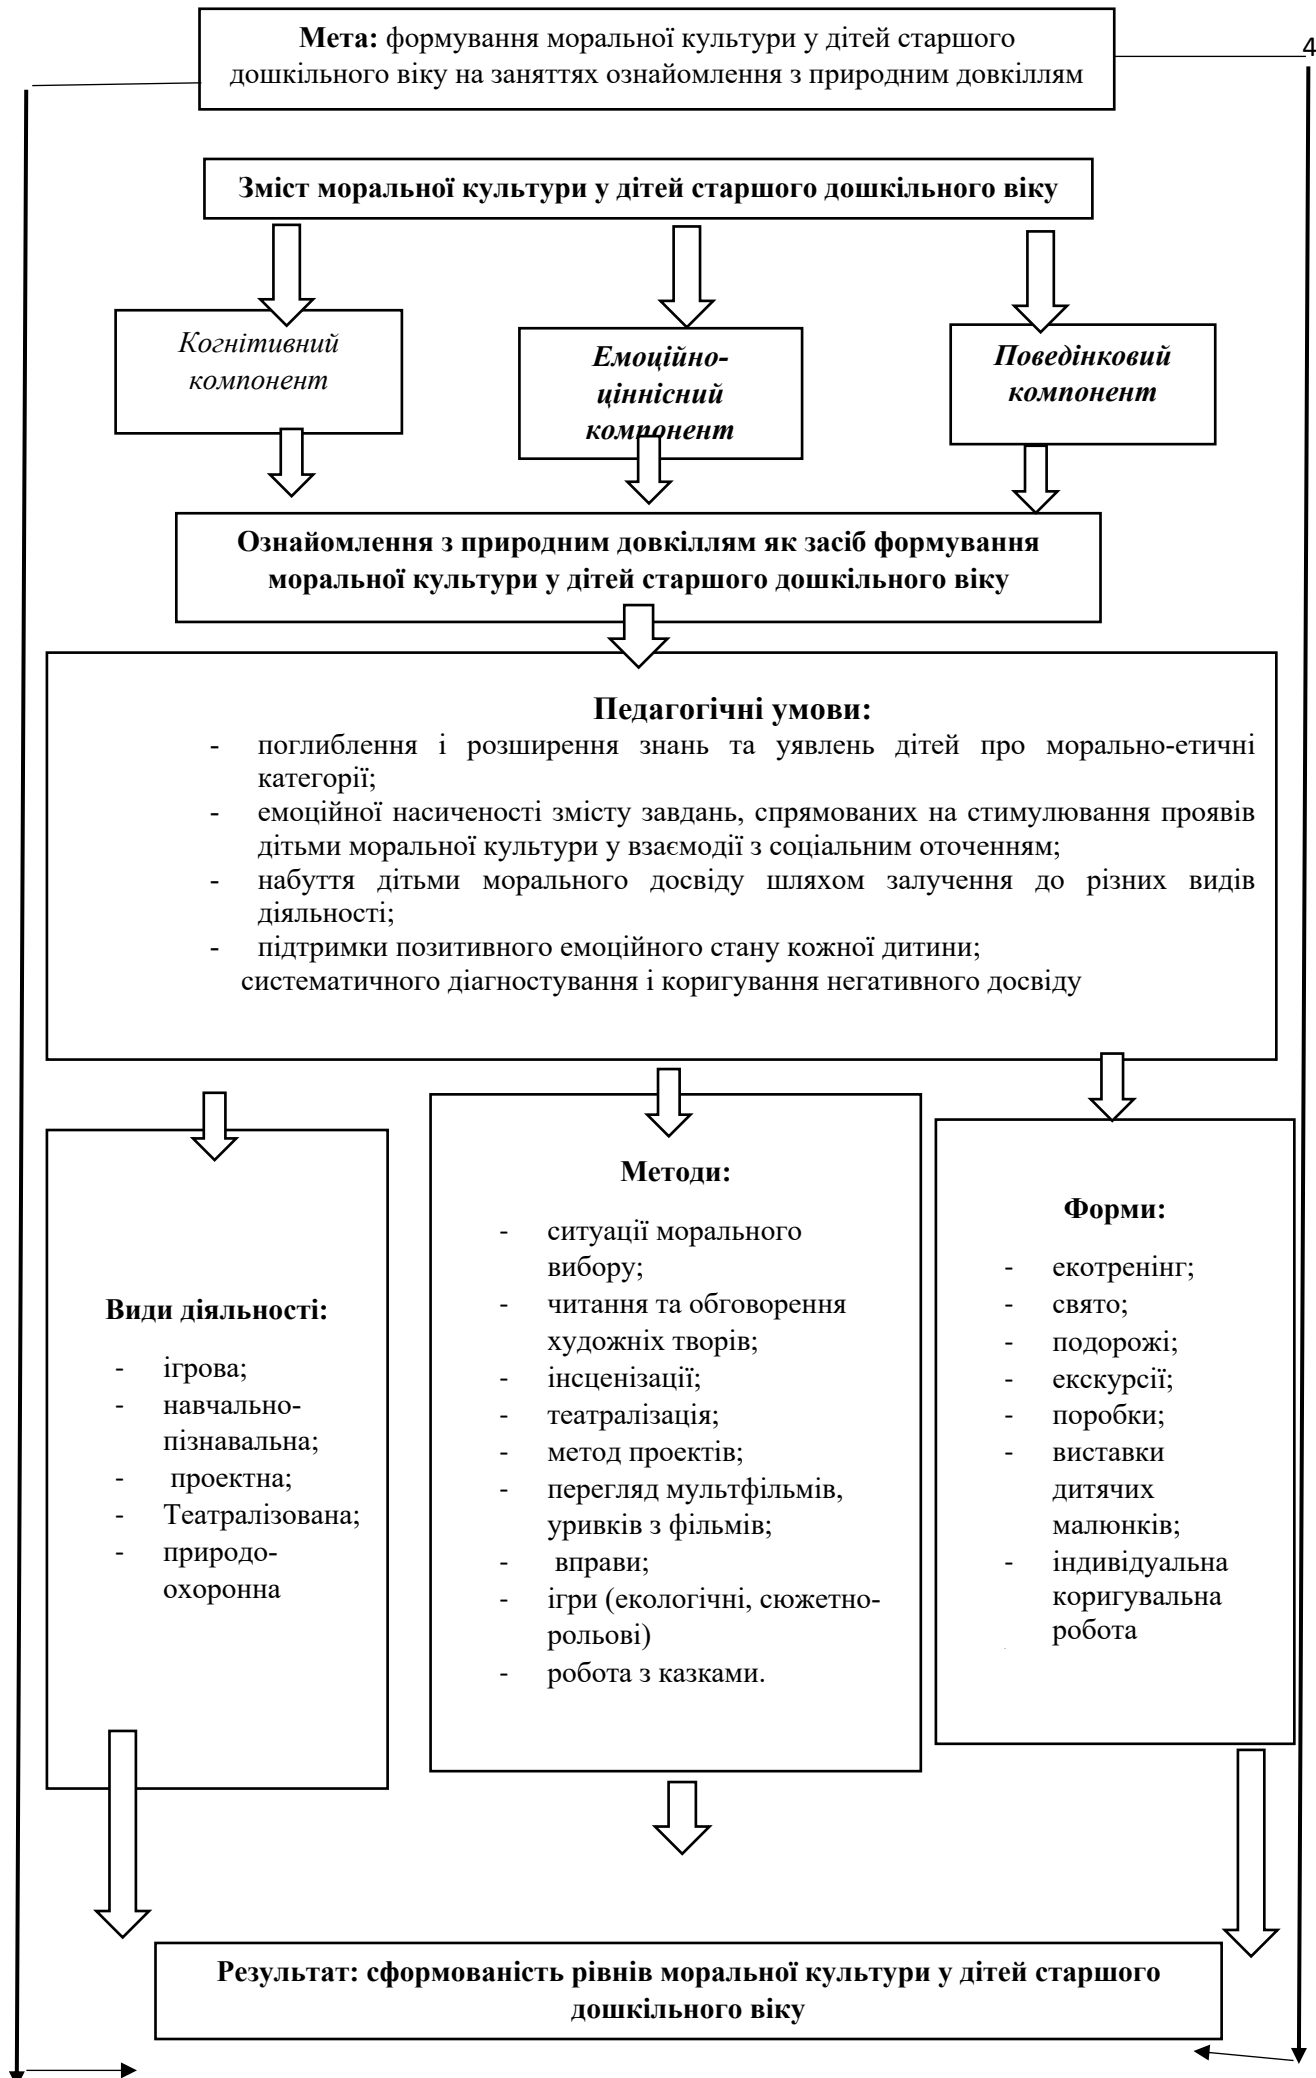 Мета: формування моральної культури у дітей старшого
дошкільного віку на заняттях ознайомлення з природним довкіллям
4
Зміст моральної культури у дітей старшого дошкільного віку
Когнітивний
компонент
Емоційно-
ціннісний
компонент
Поведінковий
компонент
Ознайомлення з природним довкіллям як засіб формування
моральної культури у дітей старшого дошкільного віку
Педагогічні умови:
- поглиблення і розширення знань та уявлень дітей про морально-етичні
категорії;
- емоційної насиченості змісту завдань, спрямованих на стимулювання проявів
дітьми моральної культури у взаємодії з соціальним оточенням;
- набуття дітьми морального досвіду шляхом залучення до різних видів
діяльності;
- підтримки позитивного емоційного стану кожної дитини;
систематичного діагностування і коригування негативного досвіду
Види діяльності:
- ігрова;
- навчально-
пізнавальна;
- проектна;
- Театралізована;
- природо-
охоронна
Методи:
- ситуації морального
вибору;
- читання та обговорення
художніх творів;
- інсценізації;
- театралізація;
- метод проектів;
- перегляд мультфільмів,
уривків з фільмів;
- вправи;
- ігри (екологічні, сюжетно-
рольові)
- робота з казками.
Форми:
- екотренінг;
- свято;
- подорожі;
- екскурсії;
- поробки;
- виставки
дитячих
малюнків;
- індивідуальна
коригувальна
робота
Результат: сформованість рівнів моральної культури у дітей старшого
дошкільного віку